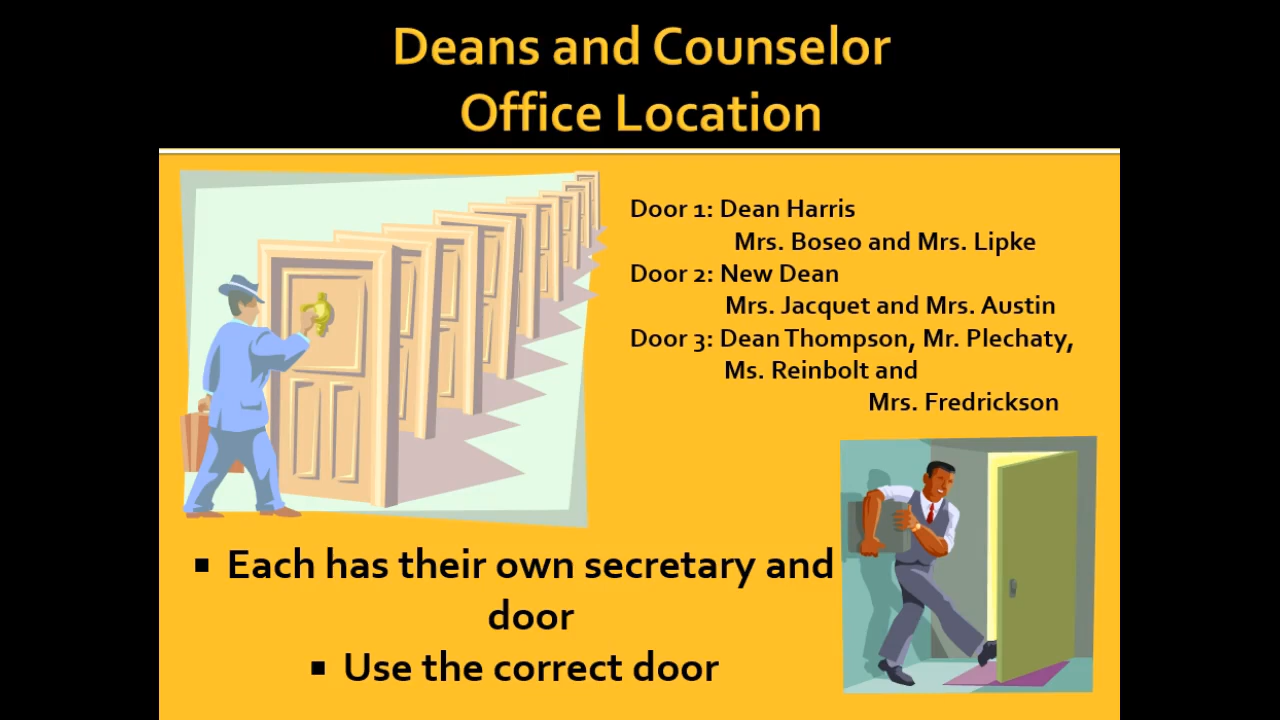 Deans and Counselor
Office Location
Door 1: Dean Harris
Mrs. Boseo and Mrs. Lipke
Door 2: New Dean
Mrs. Jacquet and Mrs. Austin
Door 3: Dean Thompson, Mr. Plechaty,
Ms. Reinbolt and
Mrs. Fredrickson
▪ Each has their own secretary and
door
▪ Use the correct door